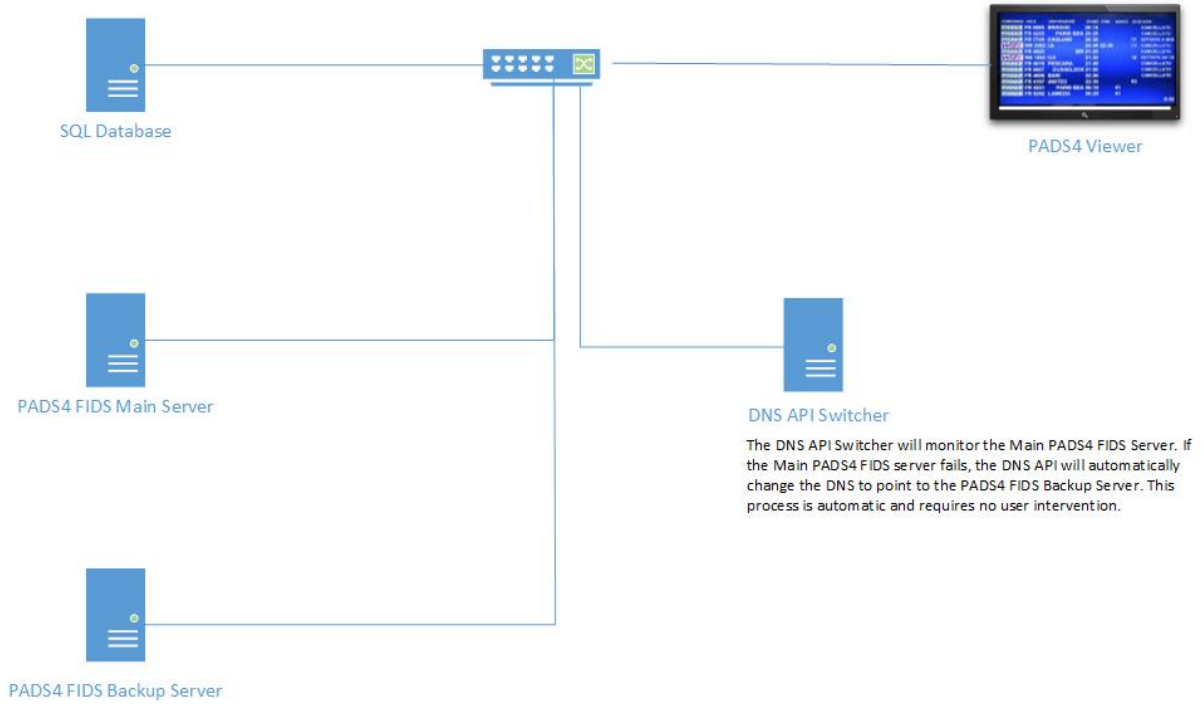 SQL Database
PADS4 Viewer
PADS4 FIDS Main Server
DNS API Switcher
The DNS API Switcher will monitor the Main PADS4 FIDS Server. If
the Main PADS4 FIDS server fails, the DNS API will automatically
change the DNS to point to the PADS4 FIDS Backup Server. This
process is automatic and requires no user intervention.
PADS4 FIDS Backup Server